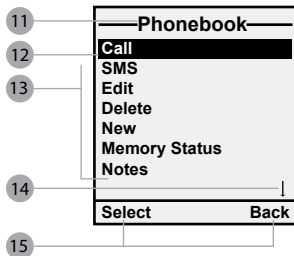 11
Phonebook
12
Call
SMS
13
Edit
Delete
New
Memory Status
Notes
14
Select Back
15